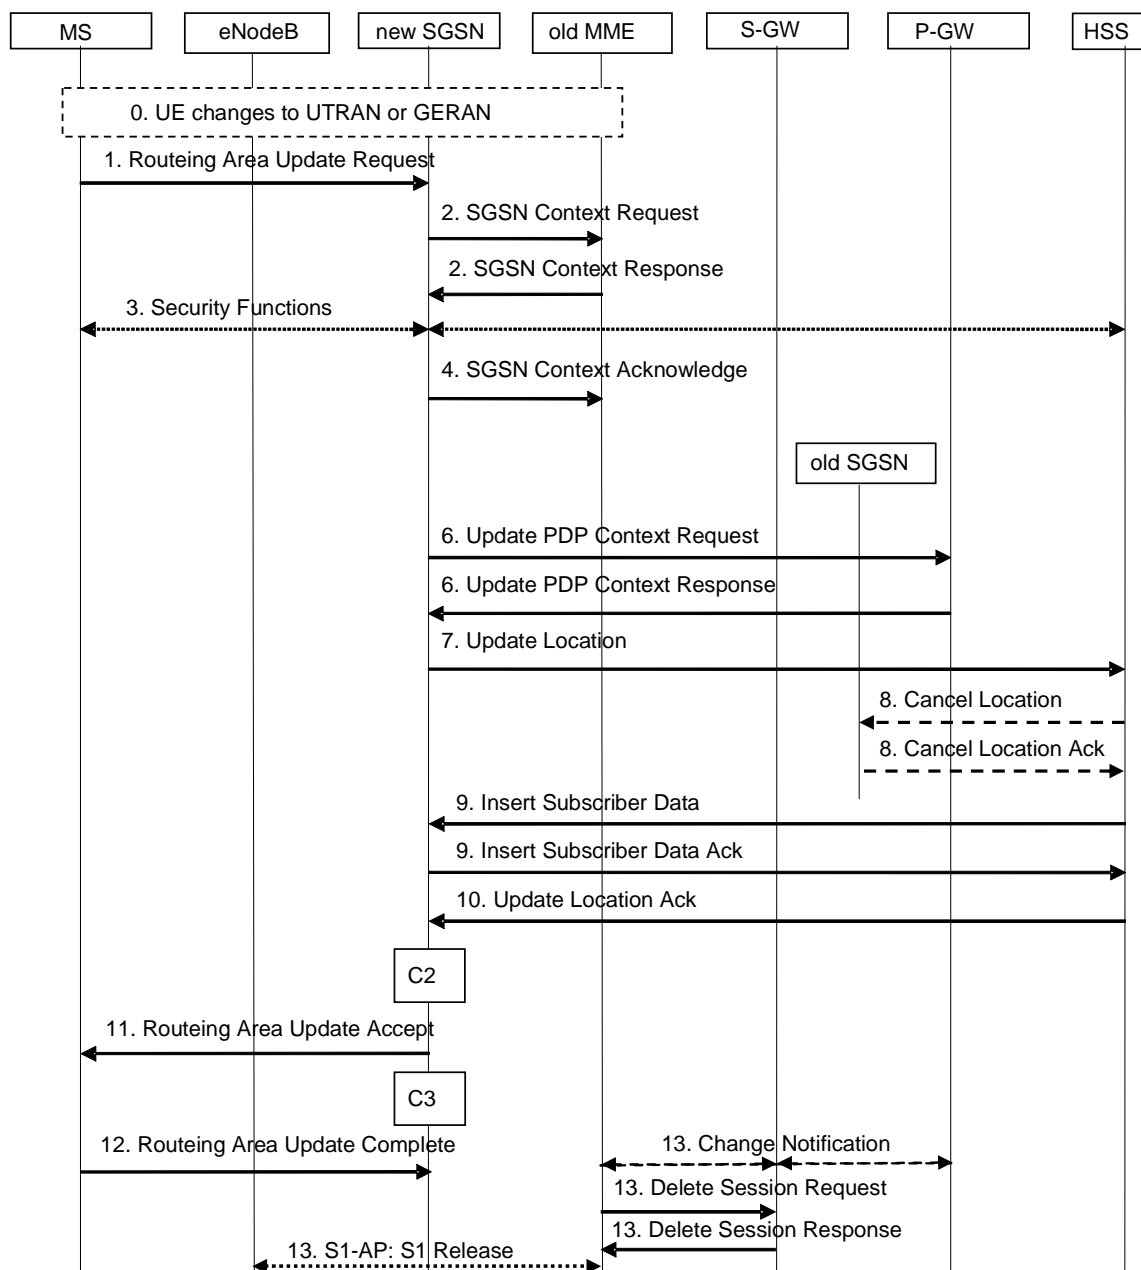 MS
eNodeB
new SGSN
old MME
S-GW
P-GW
HSS
0. UE changes to UTRAN or GERAN
1. Routeing Area Update Request
2. SGSN Context Request
2. SGSN Context Response
3. Security Functions
4. SGSN Context Acknowledge
old SGSN
6. Update PDP Context Request
6. Update PDP Context Response
7. Update Location
8. Cancel Location
8. Cancel Location Ack
9. Insert Subscriber Data
9. Insert Subscriber Data Ack
10. Update Location Ack
C2
11. Routeing Area Update Accept
C3
12. Routeing Area Update Complete
13. Change Notification
13. Delete Session Request
13. Delete Session Response
13. S1-AP: S1 Release